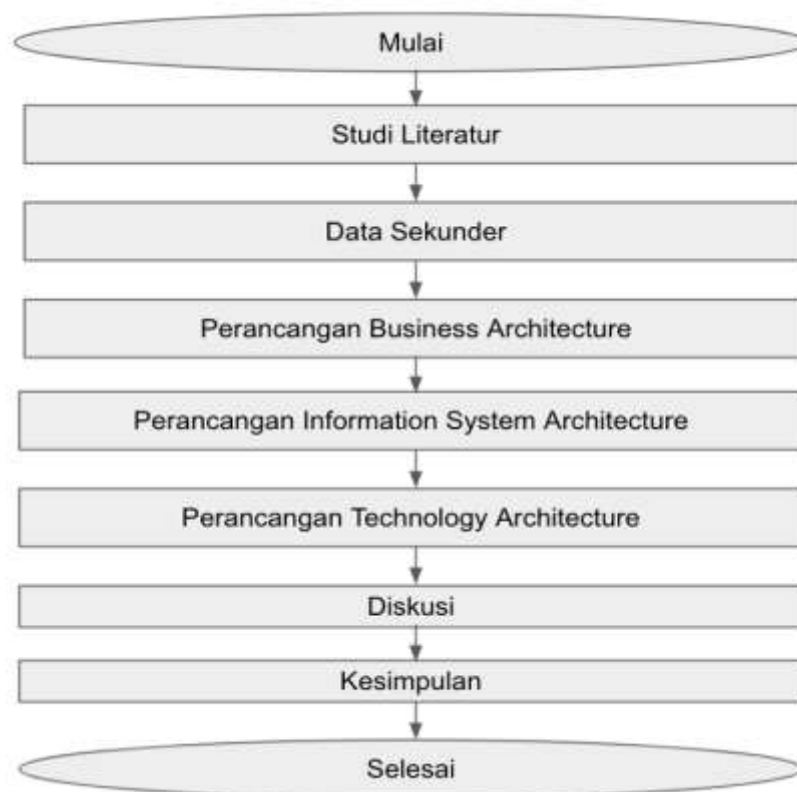 Mulai
Studi Literatur
Data Sekunder
Perancangan Business Architecture
Perancangan Information System Architecture
Perancangan Technology Architecture
Diskusi
Kesimpulan
Selesai